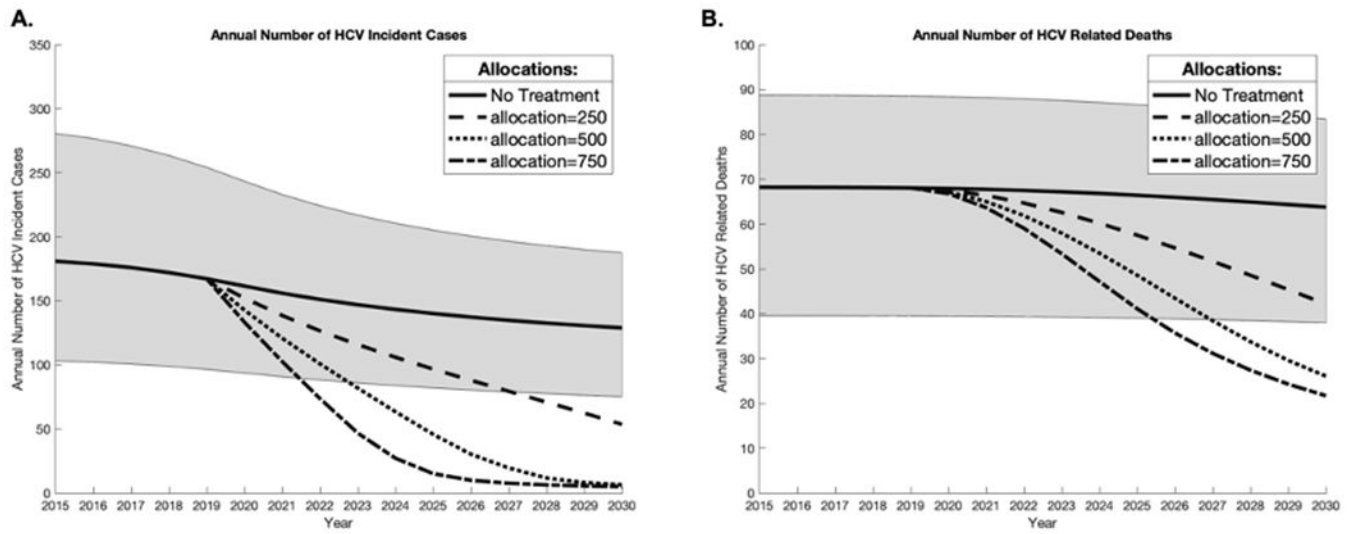 A.
Annual Number of HCV Incident Cases
350
300
250
200
150
100
50
0
Annual Number of HCV Incident Cases
Allocations:
No Treatment
allocation=250
allocation=500
allocation=750
2015 2016 2017 2018 2019 2020 2021 2022 2023 2024 2025 2026 2027 2028 2029 2030
Year
B.
Annual Number of HCV Related Deaths
100
90
80
70
60
50
40
30
20
10
0
Annual Number of HCV Related Deaths
Allocations:
No Treatment
allocation=250
allocation=500
allocation=750
2015 2016 2017 2018 2019 2020 2021 2022 2023 2024 2025 2026 2027 2028 2029 2030
Year